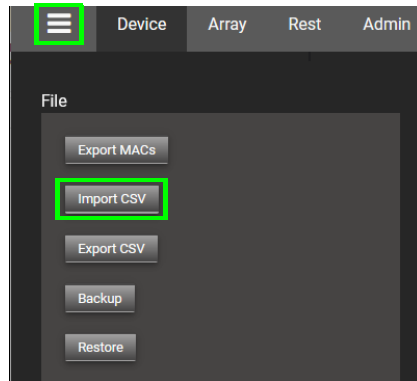 Device Array Rest Admin
File
Export MACs
Import CSV
Export CSV
Backup
Restore